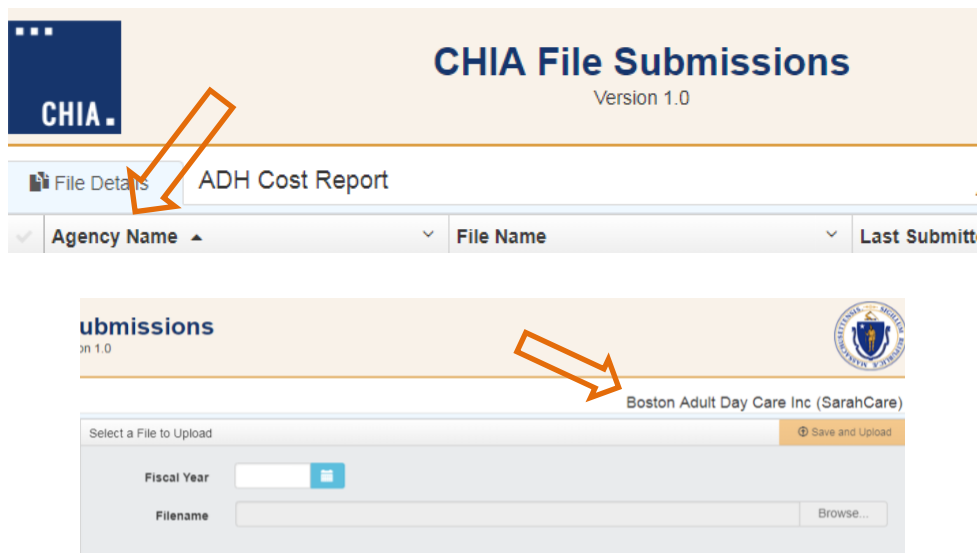 CHIA.
CHIA File Submissions
Version 1.0
File Details ADH Cost Report
Agency Name File Name Last Submitt
ubmissions
on 1.0
Boston Adult Day Care Inc (SarahCare)
Select a File to Upload Save and Upload
Fiscal Year
Filename Browse...